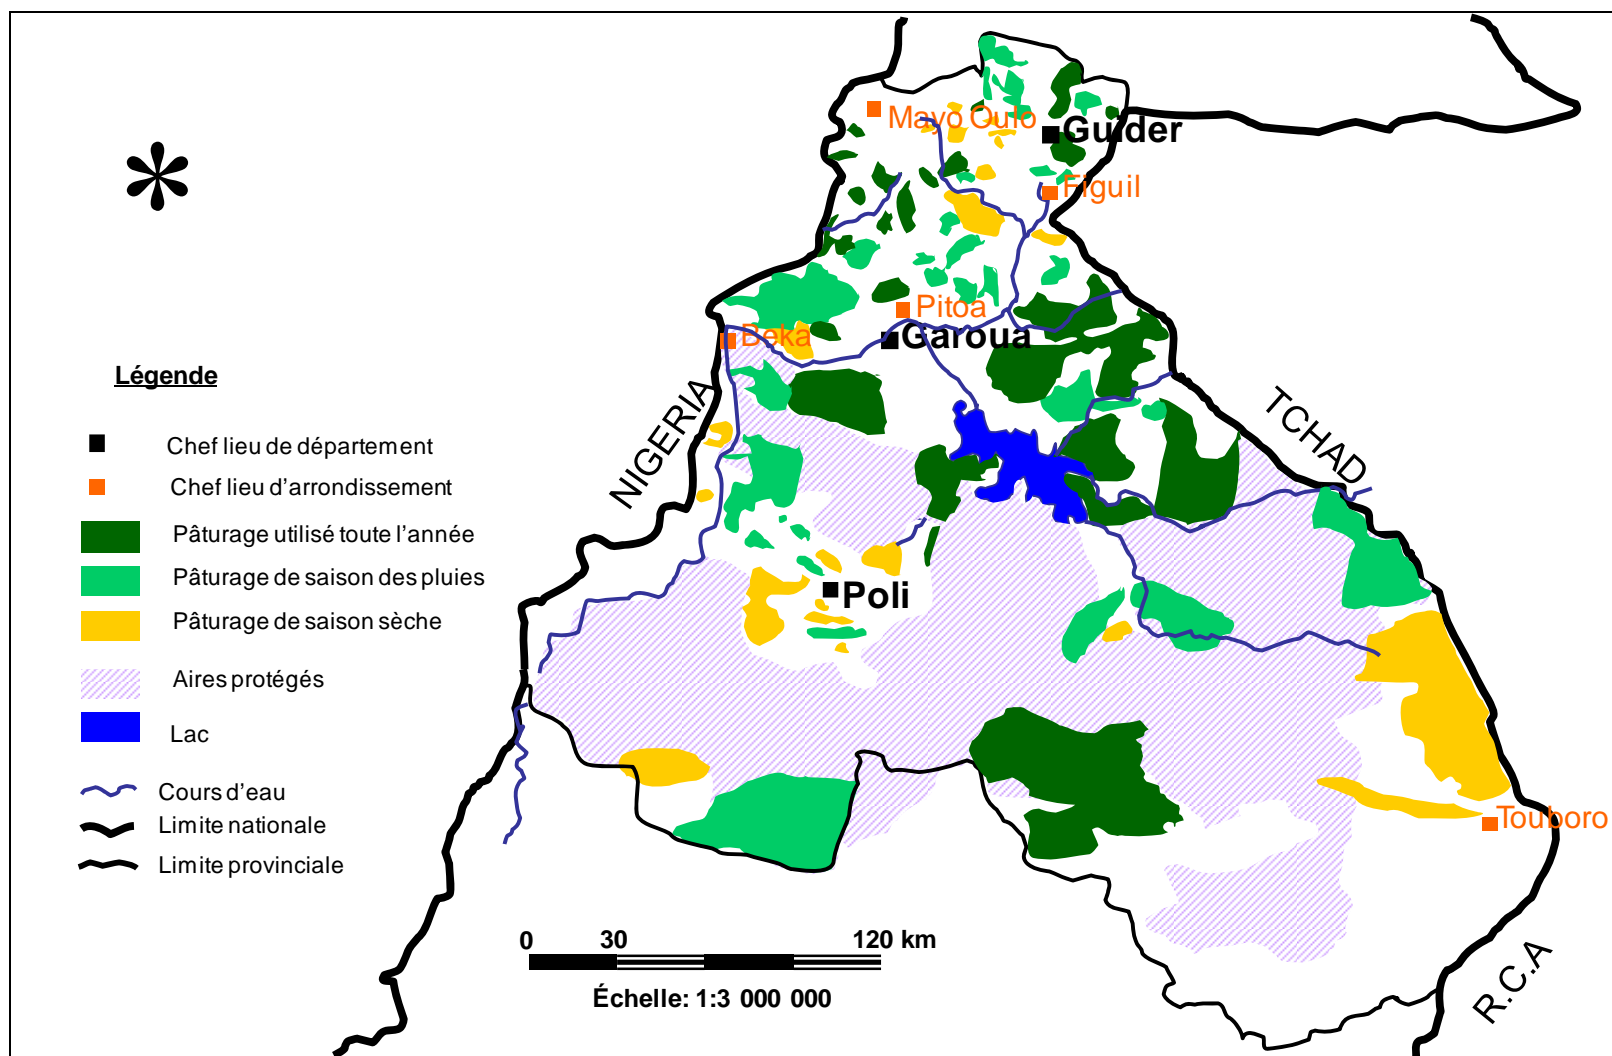 Mayo Oulo
Guider
Figuil
Pitoa
Garoua
Beka
Légende
NIGERIA
TCHAD
Chef lieu de département
Chef lieu d'arrondissement
Pâturage utilisé toute l'année
Pâturage de saison des pluies
Pâturage de saison sèche
Poli
Aires protégés
Lac
Cours d'eau
Limite nationale
Limite provinciale
Touboro
0 30 120 km
Échelle: 1:3 000 000
R.C.A